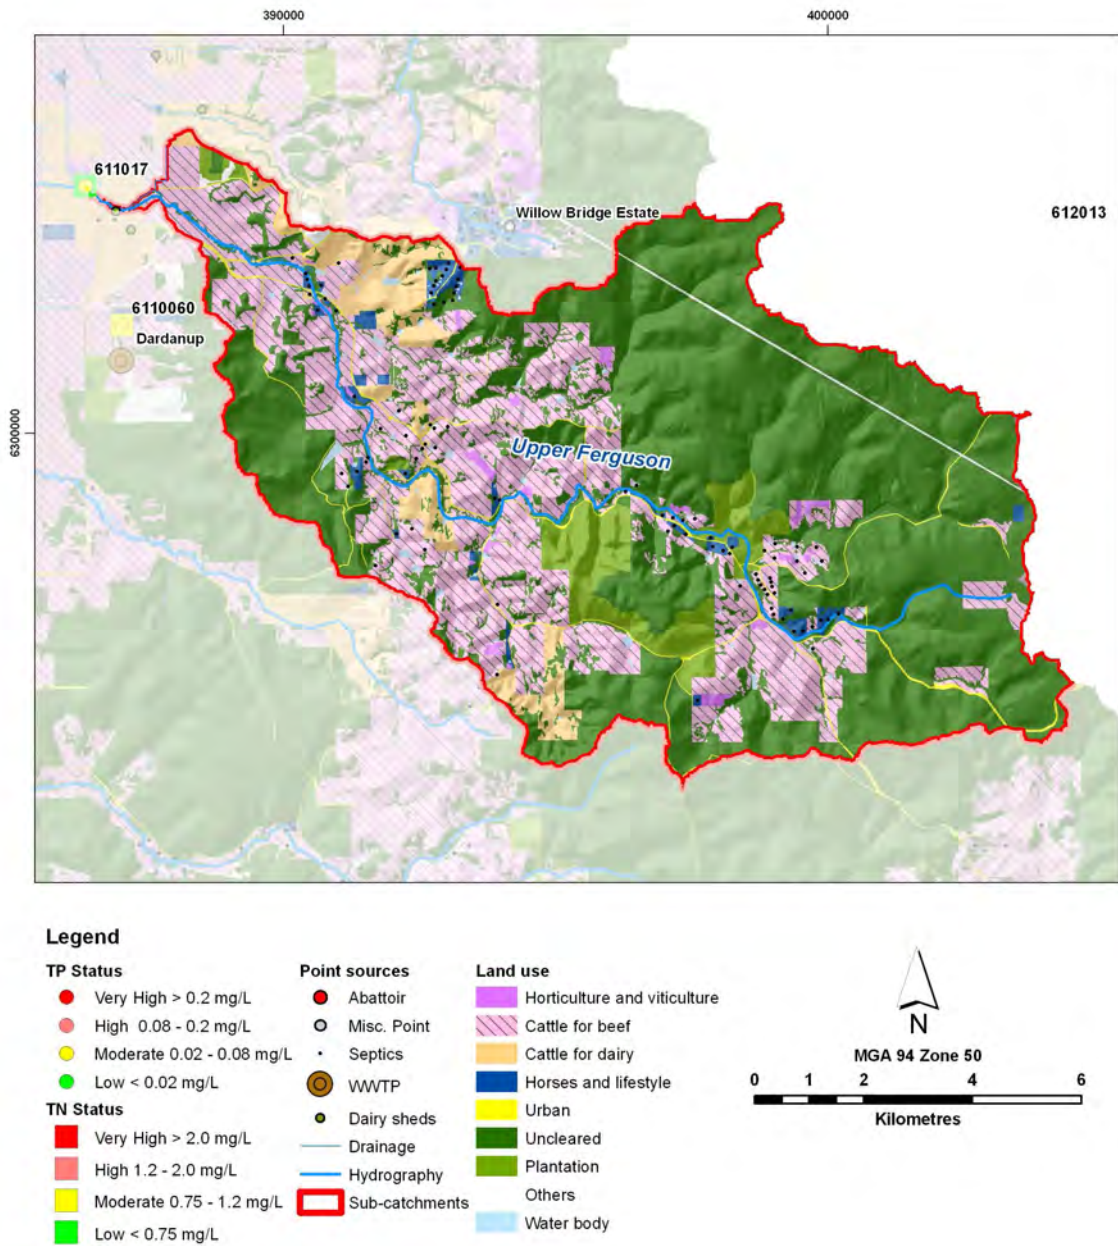 390000
400000
611017
Willow Bridge Estate
612013
6110060
Dardanup
6300000
Upper Ferguson
Legend
TP Status
Very High > 0.2 mg/L
High 0.08 - 0.2 mg/L
Moderate 0.02 - 0.08 mg/L
Low < 0.02 mg/L
TN Status
Very High > 2.0 mg/L
High 1.2 - 2.0 mg/L
Moderate 0.75 - 1.2 mg/L
Low < 0.75 mg/L
Point sources
Abattoir
Misc. Point
Septics
WWTP
Dairy sheds
Drainage
Hydrography
Sub-catchments
Land use
Horticulture and viticulture
Cattle for beef
Cattle for dairy
Horses and lifestyle
Urban
Uncleared
Plantation
Others
Water body
N
MGA 94 Zone 50
0 1 2 4 6
Kilometres